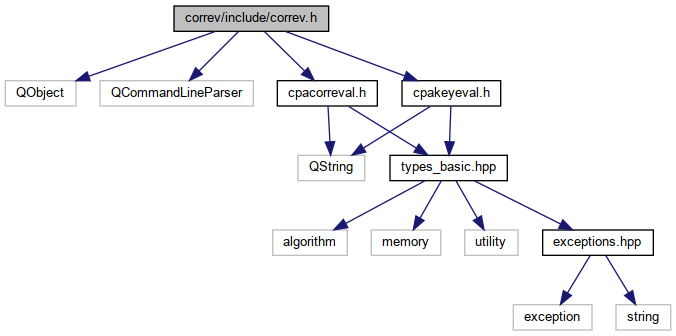 correv/include/correv.h
QObject
QCommandLineParser
cpacorreval.h
cpakeyeval.h
QString
types_basic.hpp
algorithm
memory
utility
exceptions.hpp
exception
string